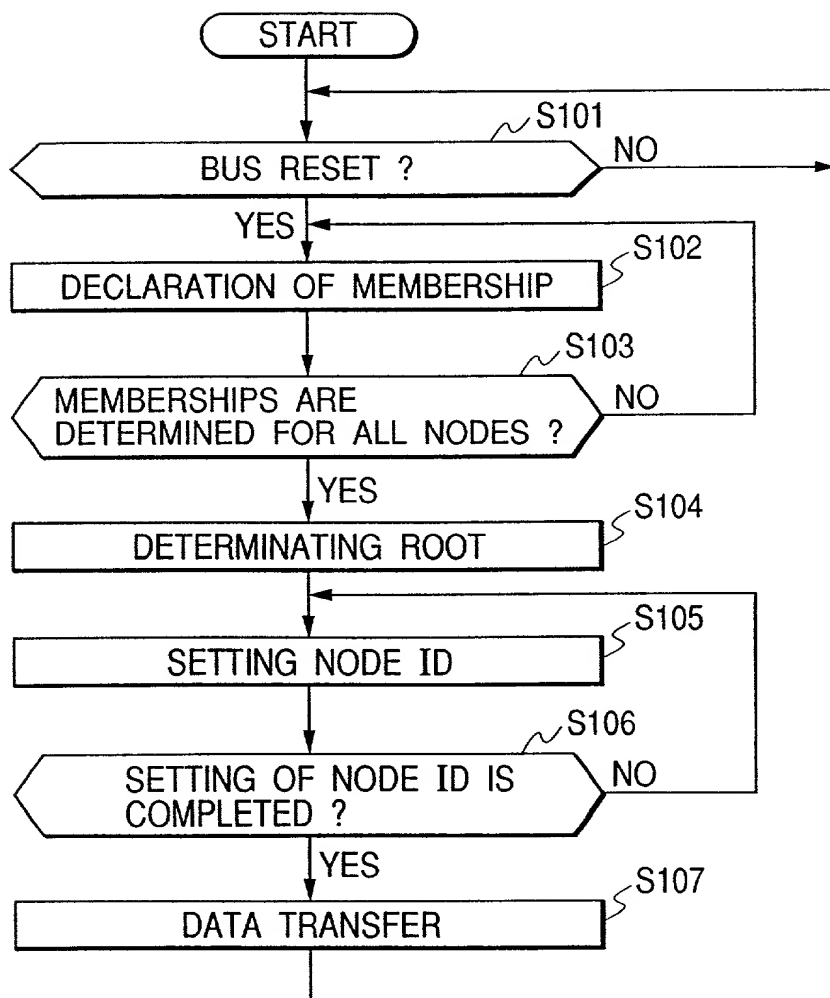 START
S101
BUS RESET ?
NO
YES
S102
DECLARATION OF MEMBERSHIP
S103
MEMBERSHIPS ARE
DETERMINED FOR ALL NODES ?
NO
YES
S104
DETERMINATING ROOT
S105
SETTING NODE ID
S106
SETTING OF NODE ID IS
COMPLETED ?
NO
YES
S107
DATA TRANSFER